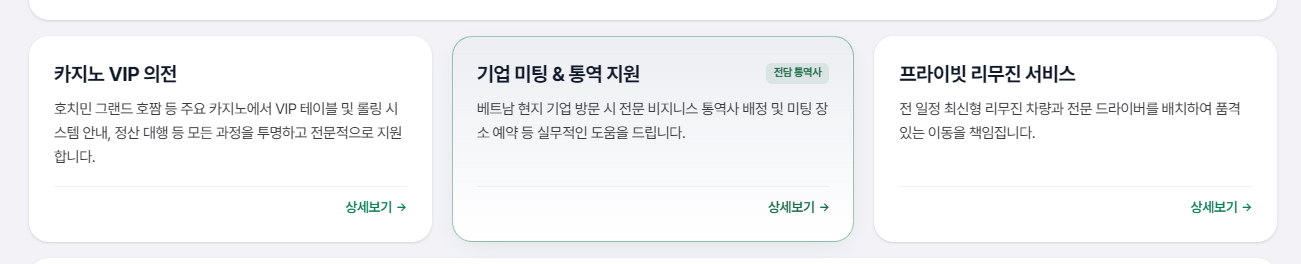 카지노 VIP 의전
호치민 그랜드 호짬 등 주요 카지노에서 VIP 테이블 및 롤링 시
스템 안내, 정산 대행 등 모든 과정을 투명하고 전문적으로 지원
합니다.
상세보기 →
기업 미팅 & 통역 지원
전담 통역사
베트남 현지 기업 방문 시 전문 비지니스 통역사 배정 및 미팅 장
소 예약 등 실무적인 도움을 드립니다.
상세보기 →
프라이빗 리무진 서비스
전 일정 최신형 리무진 차량과 전문 드라이버를 배치하여 품격
있는 이동을 책임집니다.
상세보기 →